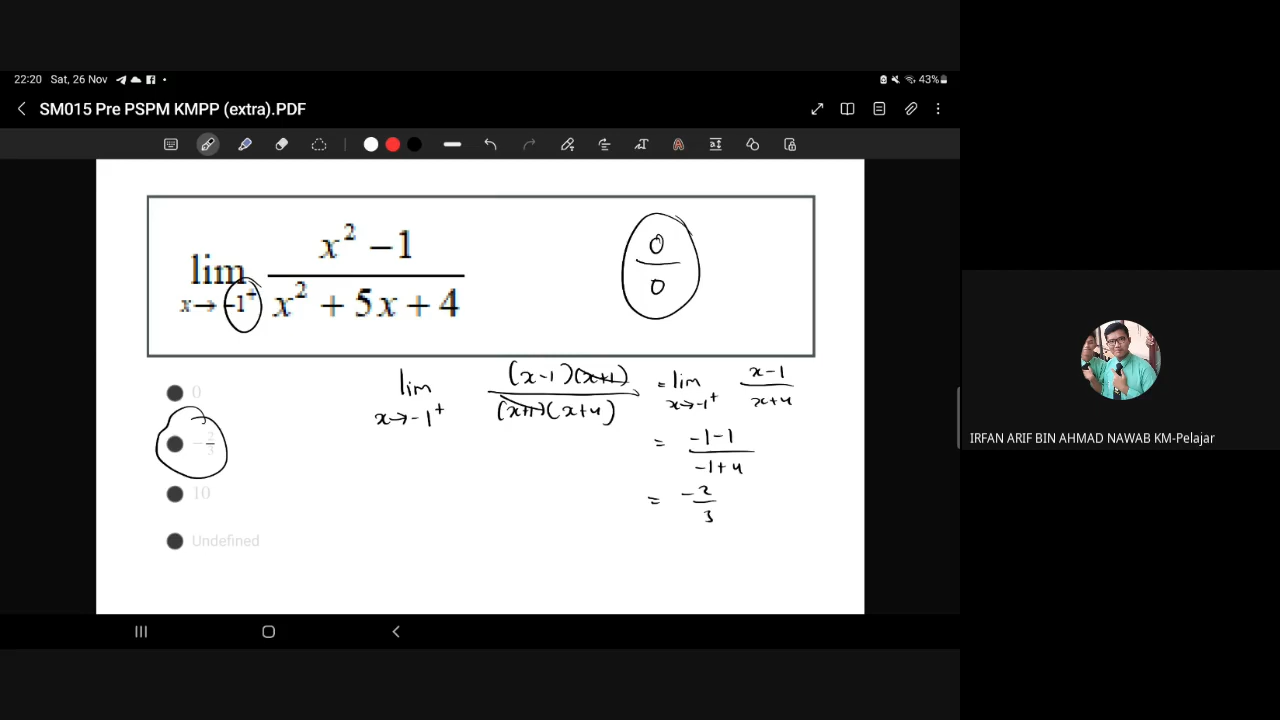 22:20 Sat, 26 Nov
43%
SM015 Pre PSPM KMPP (extra).PDF
lim x→ -1⁺ (x² −1)/(x² + 5x + 4)
0/0
0
−2/3
10
Undefined
lim x→-1⁺ (x-1)(x+1)/(x+1)(x+4) = lim x→-1⁺ x-1/x+4
= -1-1/-1+4
= -2/3
IRFAN ARIF BIN AHMAD NAWAB KM-Pelajar